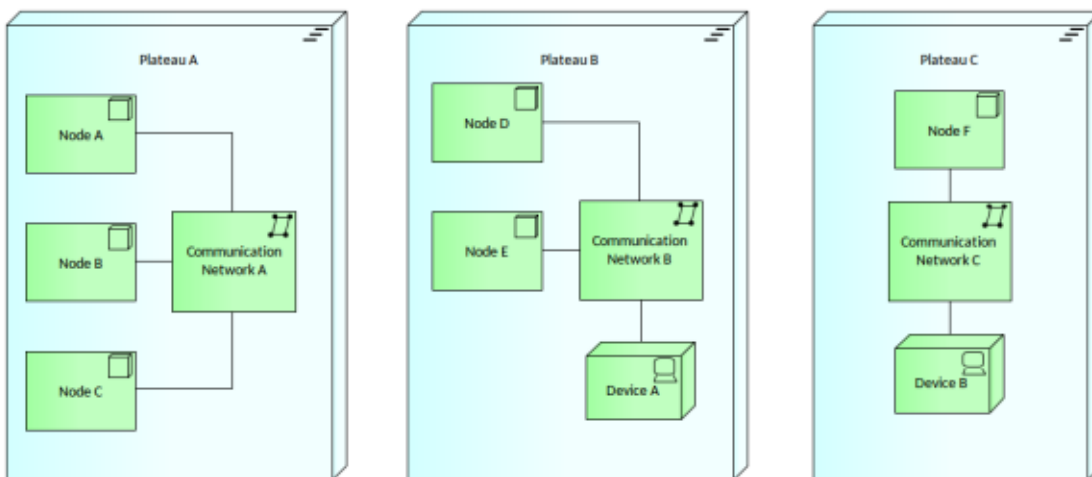 Plateau A
Node A
Node B
Communication
Network A
Node C
Plateau B
Node D
Node E
Communication
Network B
Device A
Plateau C
Node F
Communication
Network C
Device B